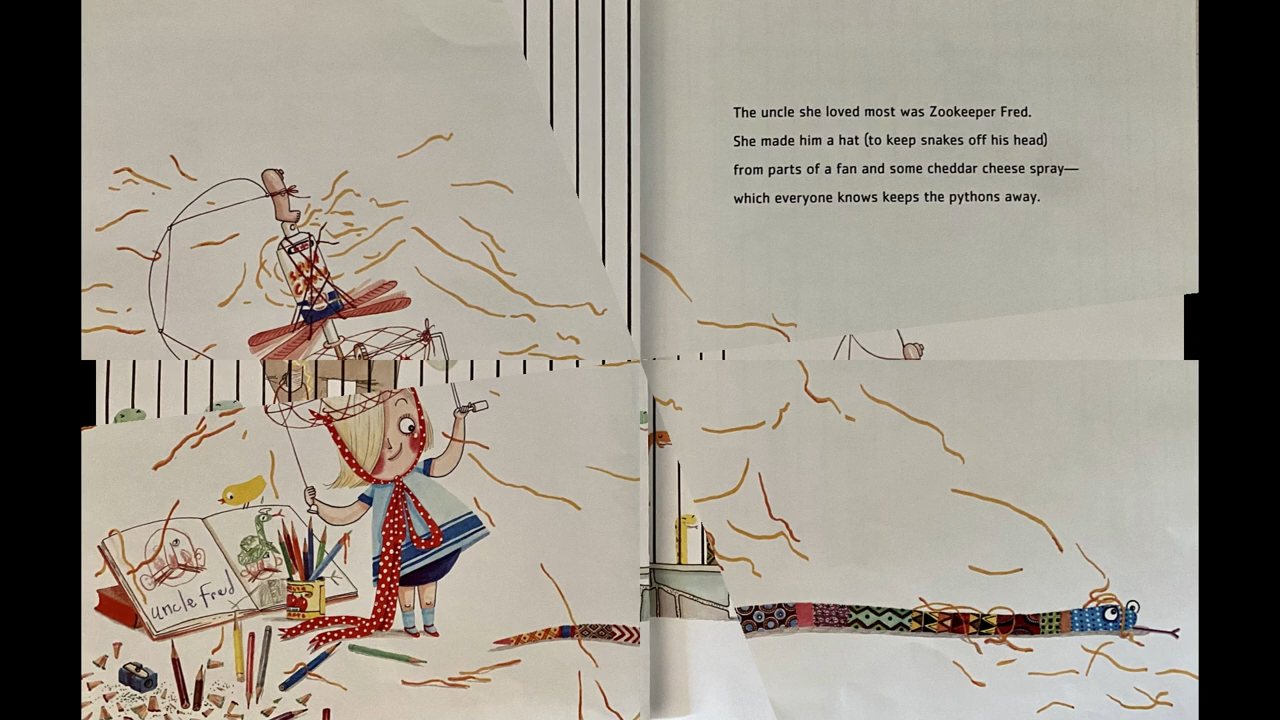 The uncle she loved most was Zookeeper Fred.
She made him a hat (to keep snakes off his head)
from parts of a fan and some cheddar cheese spray—
which everyone knows keeps the pythons away.
uncle Fred